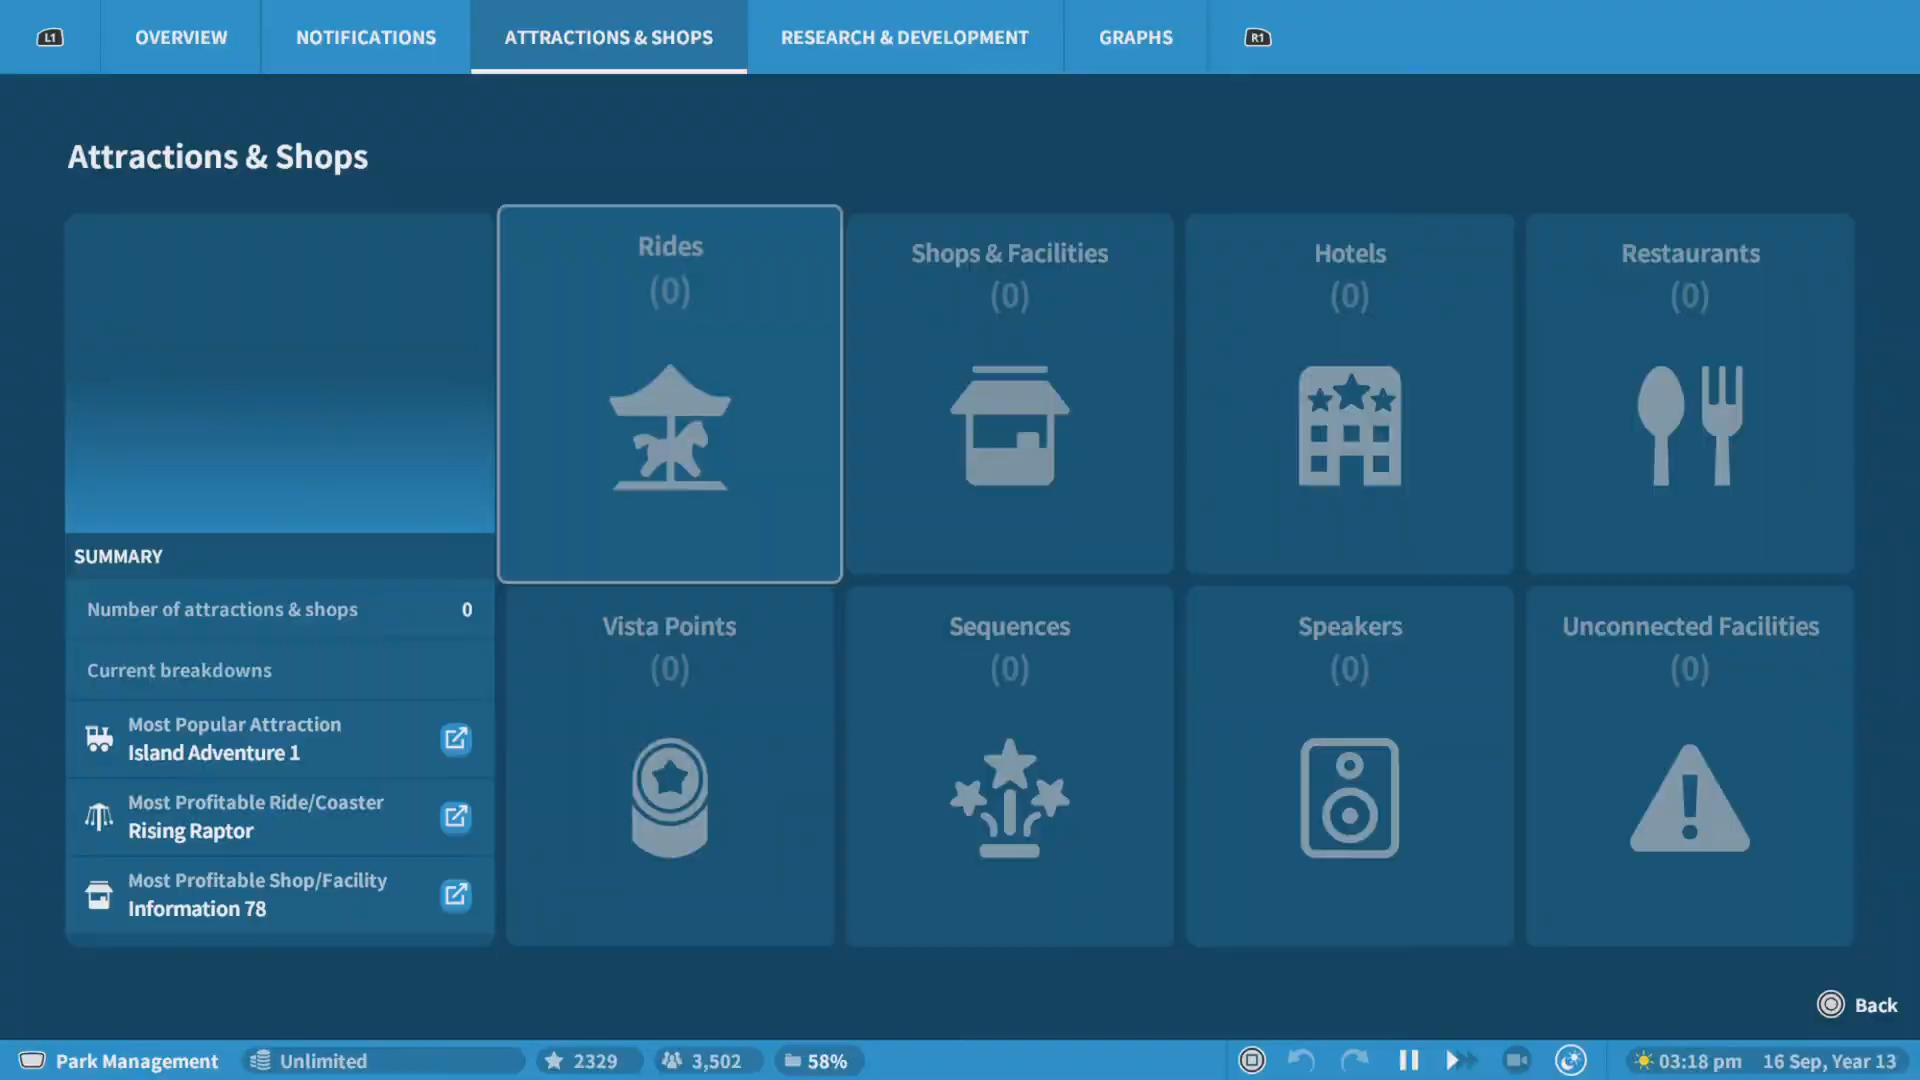 L1
OVERVIEW
NOTIFICATIONS
ATTRACTIONS & SHOPS
RESEARCH & DEVELOPMENT
GRAPHS
R1
Attractions & Shops
Rides
(0)
Shops & Facilities
(0)
Hotels
(0)
Restaurants
(0)
SUMMARY
Number of attractions & shops 0
Current breakdowns
Most Popular Attraction
Island Adventure 1
Most Profitable Ride/Coaster
Rising Raptor
Most Profitable Shop/Facility
Information 78
Vista Points
(0)
Sequences
(0)
Speakers
(0)
Unconnected Facilities
(0)
Back
Park Management
Unlimited
2329
3,502
58%
03:18 pm
16 Sep, Year 13